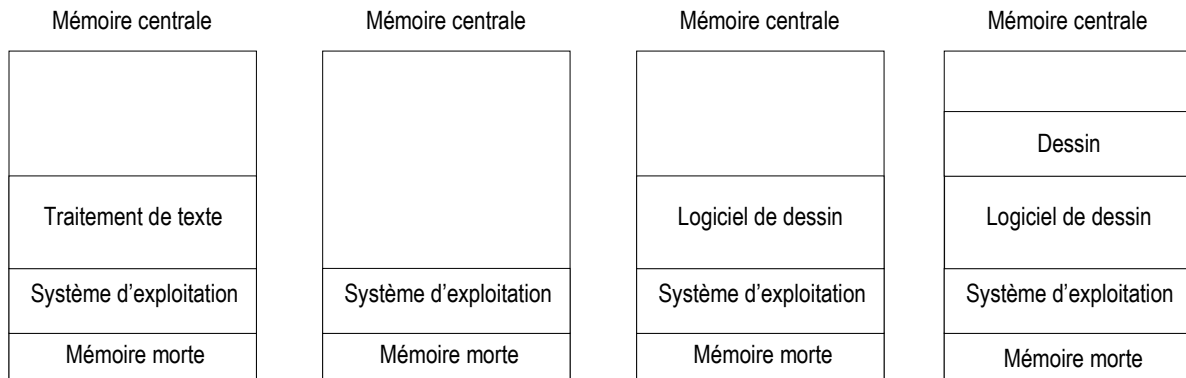 Mémoire centrale
Traitement de texte
Système d’exploitation
Mémoire morte
Mémoire centrale
Système d’exploitation
Mémoire morte
Mémoire centrale
Logiciel de dessin
Système d’exploitation
Mémoire morte
Mémoire centrale
Dessin
Logiciel de dessin
Système d’exploitation
Mémoire morte